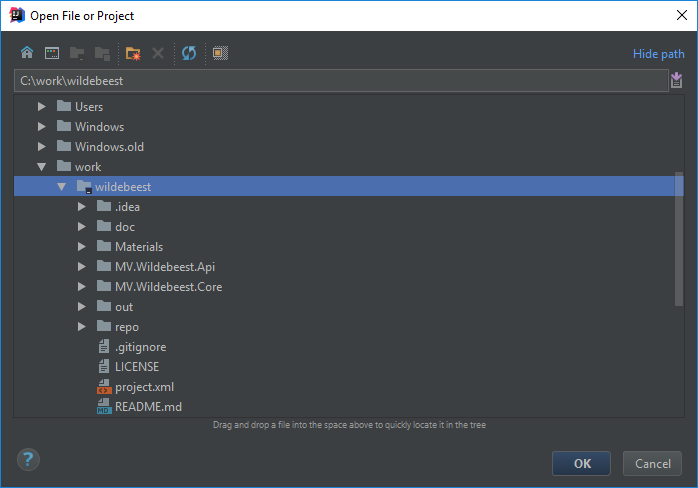 Open File or Project
Hide path
C:\work\wildebeest
Users
Windows
Windows.old
work
wildebeest
.idea
doc
Materials
MV.Wildebeest.Api
MV.Wildebeest.Core
out
repo
.gitignore
LICENSE
project.xml
README.md
Drag and drop a file into the space above to quickly locate it in the tree
? OK Cancel